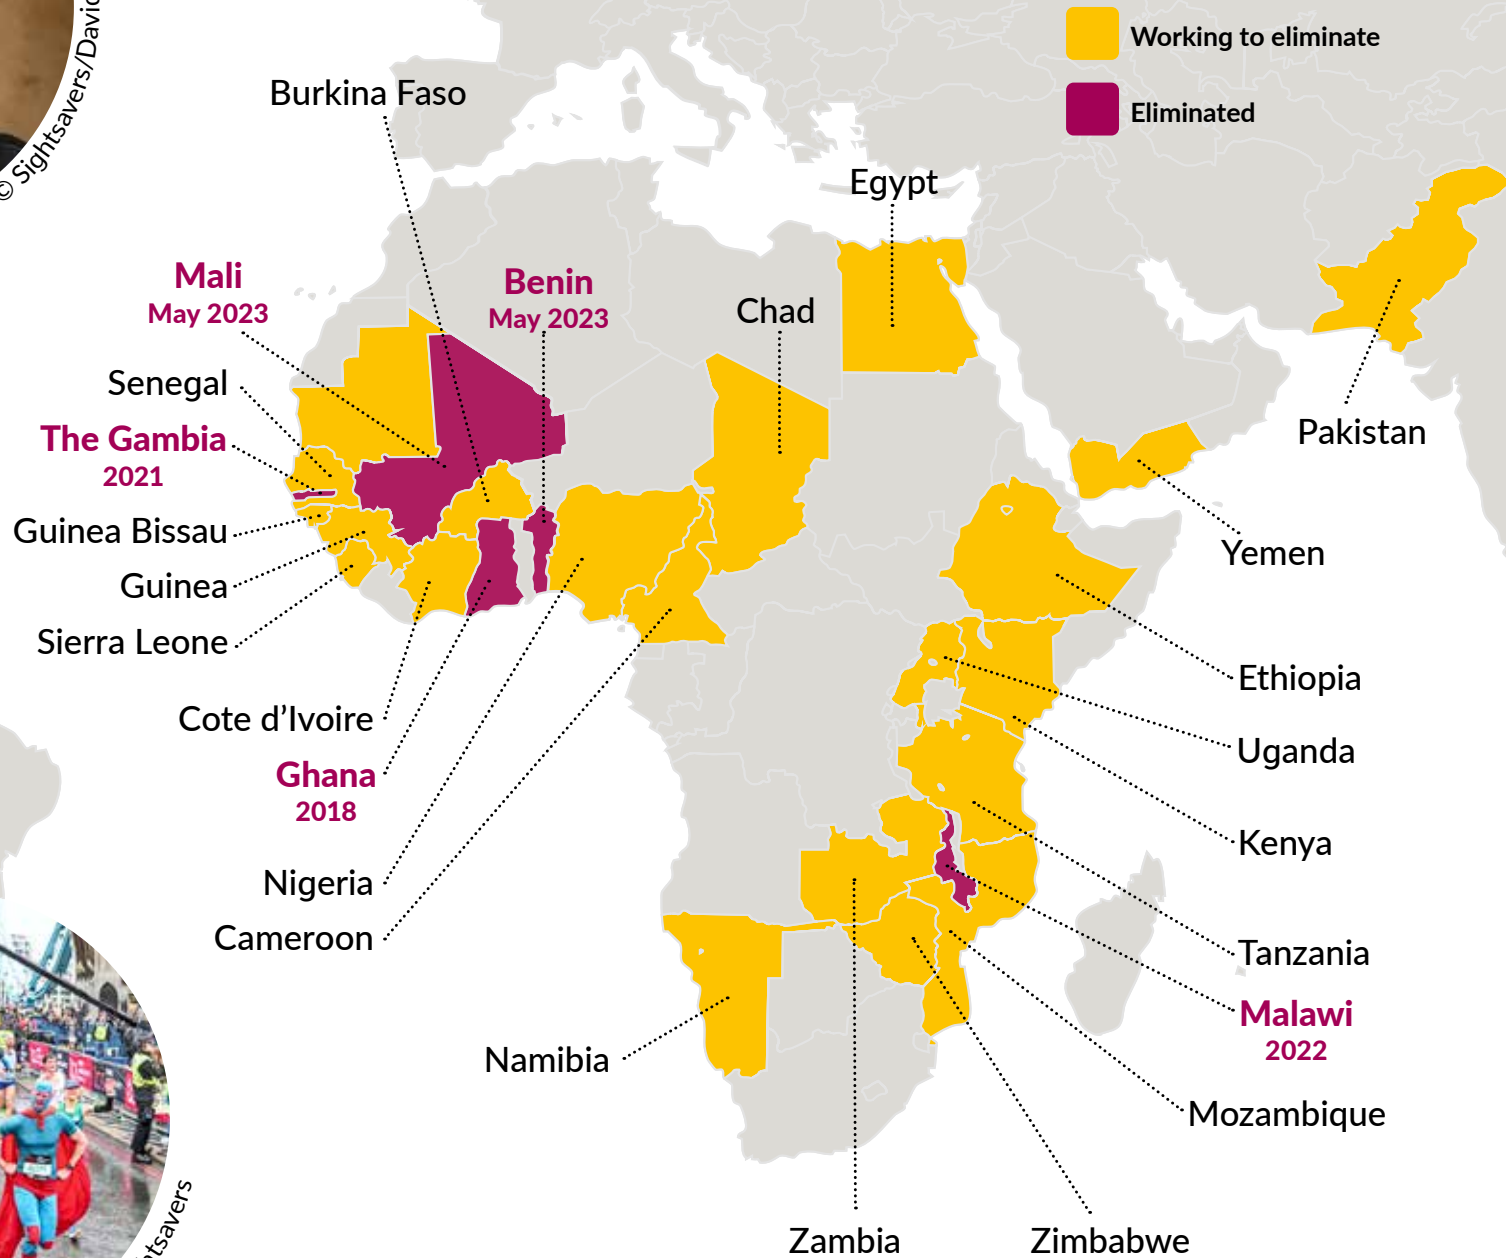 © Sightsavers/David
Working to eliminate
Eliminated
Burkina Faso
Egypt
Mali
May 2023
Benin
May 2023
Chad
Senegal
The Gambia
2021
Pakistan
Guinea Bissau
Yemen
Guinea
Sierra Leone
Ethiopia
Cote d’Ivoire
Uganda
Ghana
2018
Kenya
Nigeria
Cameroon
Tanzania
Malawi
2022
Namibia
Mozambique
Zambia
Zimbabwe
htsavers